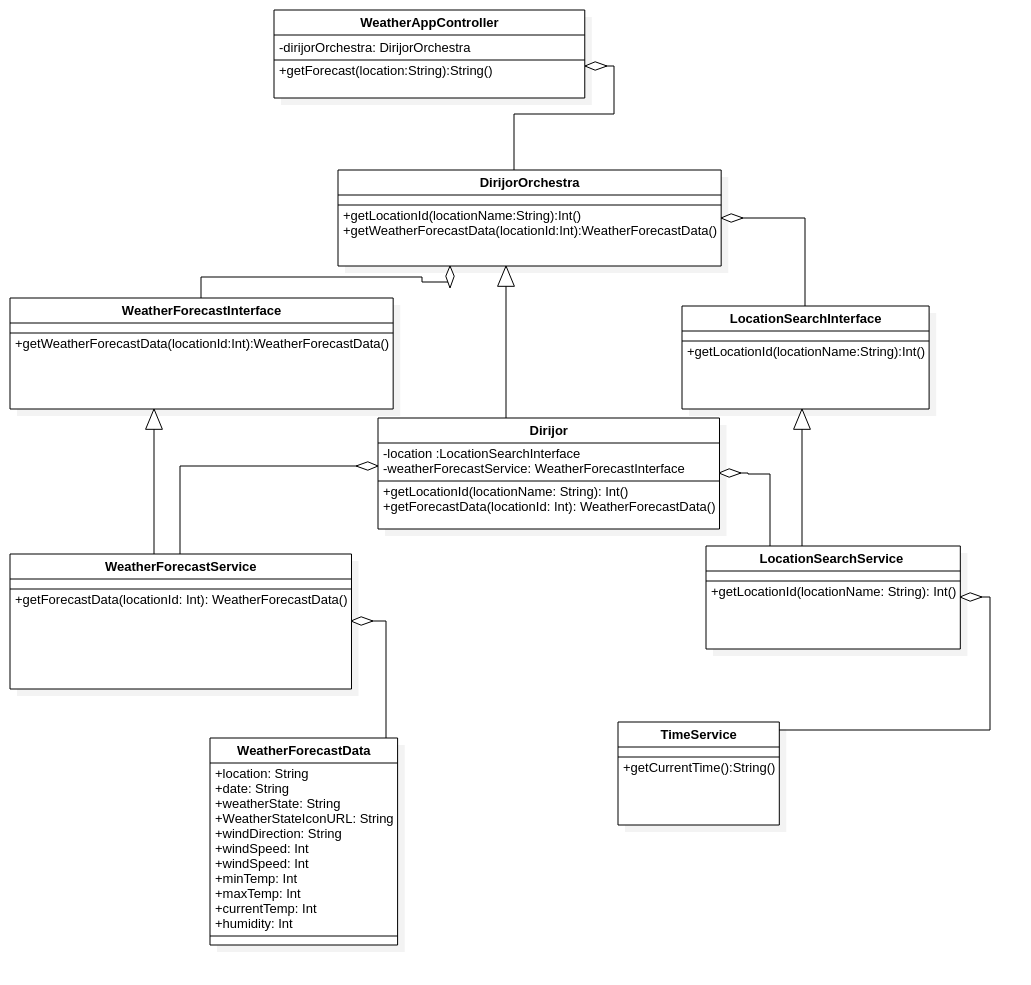 WeatherAppController
-dirijorOrchestra: DirijorOrchestra
+getForecast(location:String):String()
DirijorOrchestra
+getLocationId(locationName:String):Int()
+getWeatherForecastData(locationId:Int):WeatherForecastData()
WeatherForecastInterface
+getWeatherForecastData(locationId:Int):WeatherForecastData()
LocationSearchInterface
+getLocationId(locationName:String):Int()
Dirijor
-location :LocationSearchInterface
-weatherForecastService: WeatherForecastInterface
+getLocationId(locationName: String): Int()
+getForecastData(locationId: Int): WeatherForecastData()
WeatherForecastService
+getForecastData(locationId: Int): WeatherForecastData()
LocationSearchService
+getLocationId(locationName: String): Int()
WeatherForecastData
+location: String
+date: String
+weatherState: String
+WeatherStateIconURL: String
+windDirection: String
+windSpeed: Int
+windSpeed: Int
+minTemp: Int
+maxTemp: Int
+currentTemp: Int
+humidity: Int
TimeService
+getCurrentTime():String()